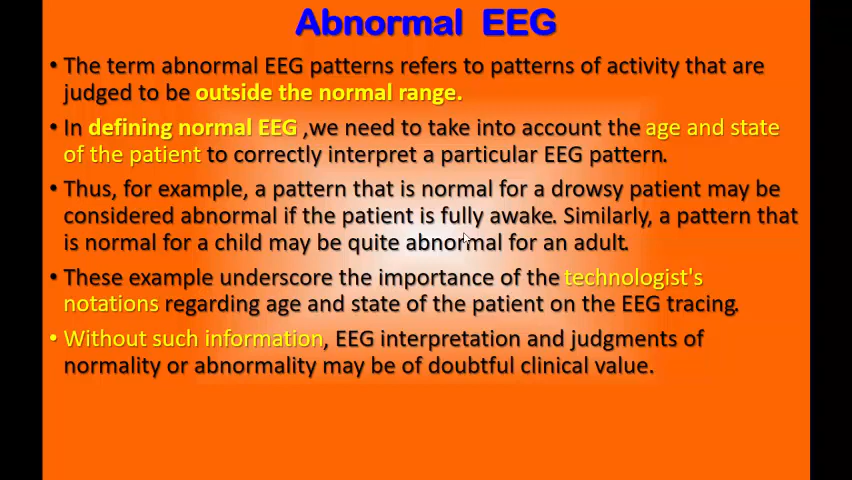 Abnormal EEG
• The term abnormal EEG patterns refers to patterns of activity that are
judged to be outside the normal range.
• In defining normal EEG ,we need to take into account the age and state
of the patient to correctly interpret a particular EEG pattern.
• Thus, for example, a pattern that is normal for a drowsy patient may be
considered abnormal if the patient is fully awake. Similarly, a pattern that
is normal for a child may be quite abnormal for an adult.
• These example underscore the importance of the technologist's
notations regarding age and state of the patient on the EEG tracing.
• Without such information, EEG interpretation and judgments of
normality or abnormality may be of doubtful clinical value.